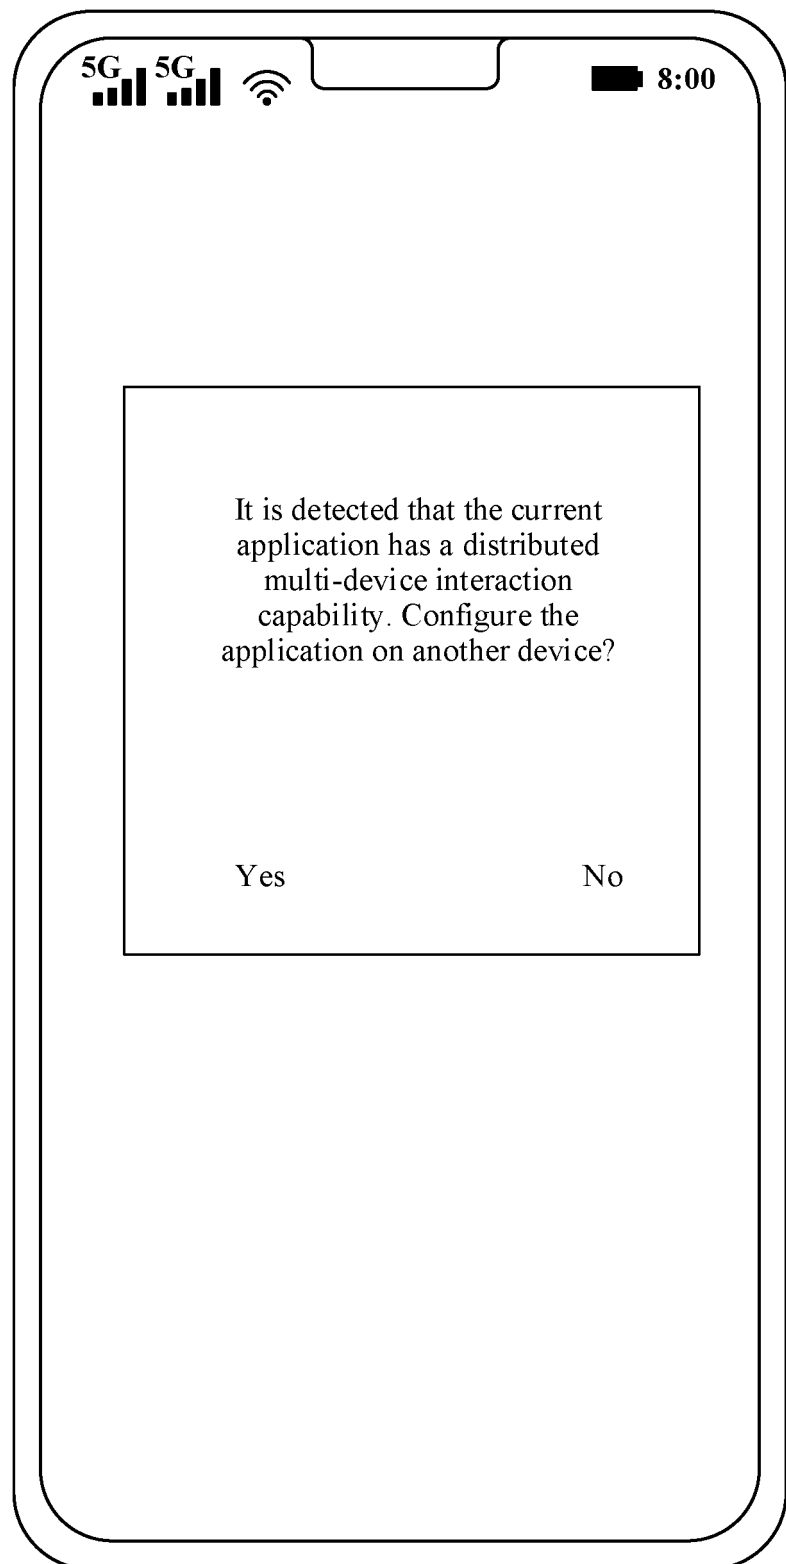 5G 5G 8:00
It is detected that the current
application has a distributed
multi-device interaction
capability. Configure the
application on another device?
Yes No